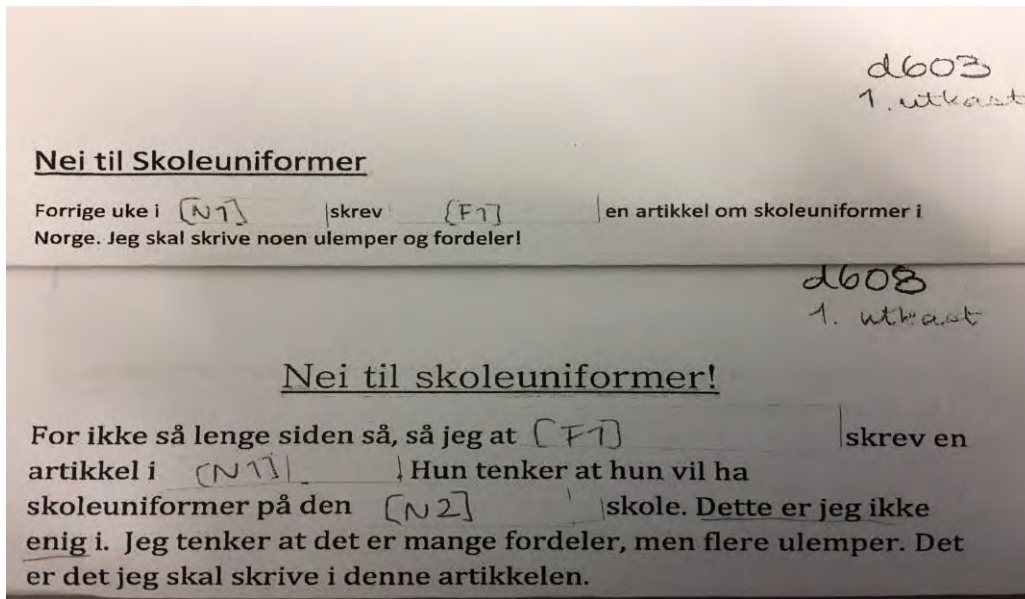 d603
1. utkast
Nei til Skoleuniformer
Forrige uke i [N1] skrev [F1] en artikkel om skoleuniformer i
Norge. Jeg skal skrive noen ulemper og fordeler!
d608
1. utkast
Nei til skoleuniformer!
For ikke så lenge siden så, så jeg at [F1] skrev en
artikkel i [N1] Hun tenker at hun vil ha
skoleuniformer på den [N2] skole. Dette er jeg ikke
enig i. Jeg tenker at det er mange fordeler, men flere ulemper. Det
er det jeg skal skrive i denne artikkelen.